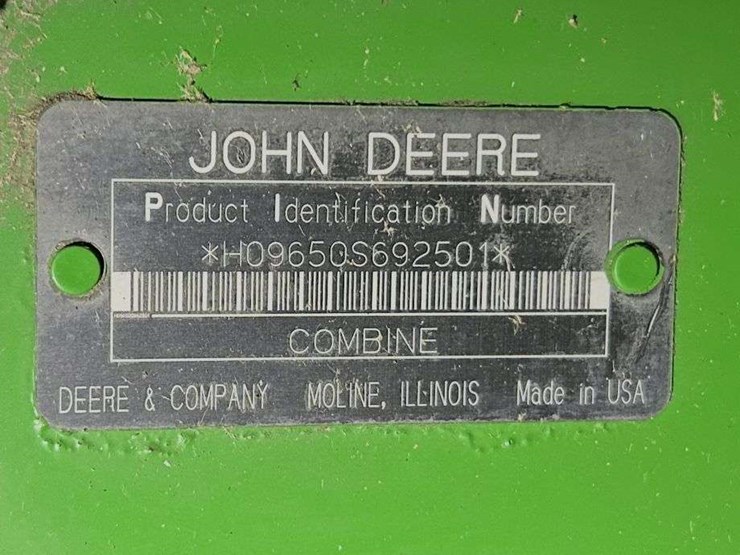 JOHN DEERE
Product Identification Number
*H09650S692501*
COMBINE
DEERE & COMPANY MOLINE, ILLINOIS Made in USA